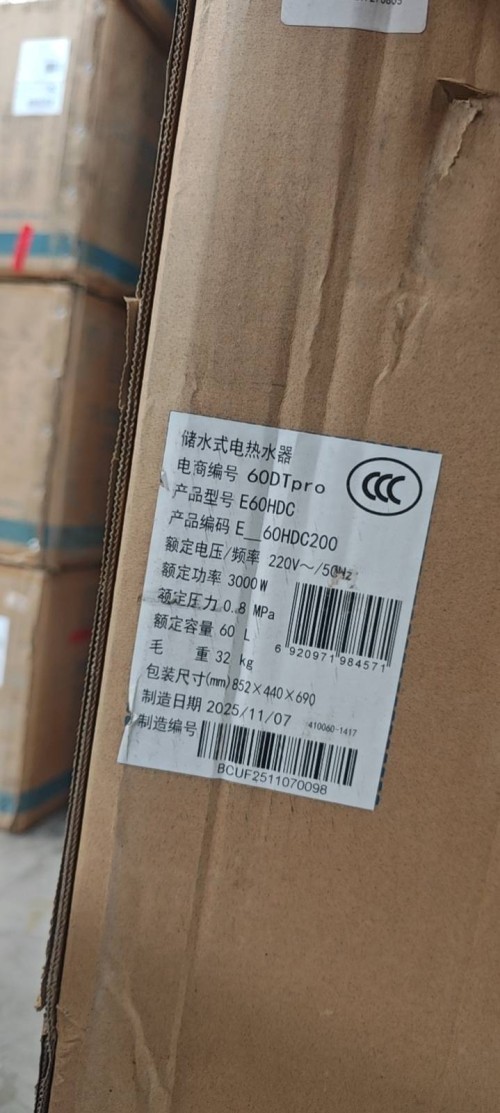 储水式电热水器
电商编号 60DTpro
CCC
产品型号 E60HDC
产品编码 E__60HDC200
额定电压/频率 220V～/50Hz
额定功率 3000W
额定压力 0.8 MPa
额定容量 60 L
6 920971 984571
毛 重 32 kg
包装尺寸(mm)852×440×690
制造日期 2025/11/07
410060-1417
制造编号
BCUF2511070098